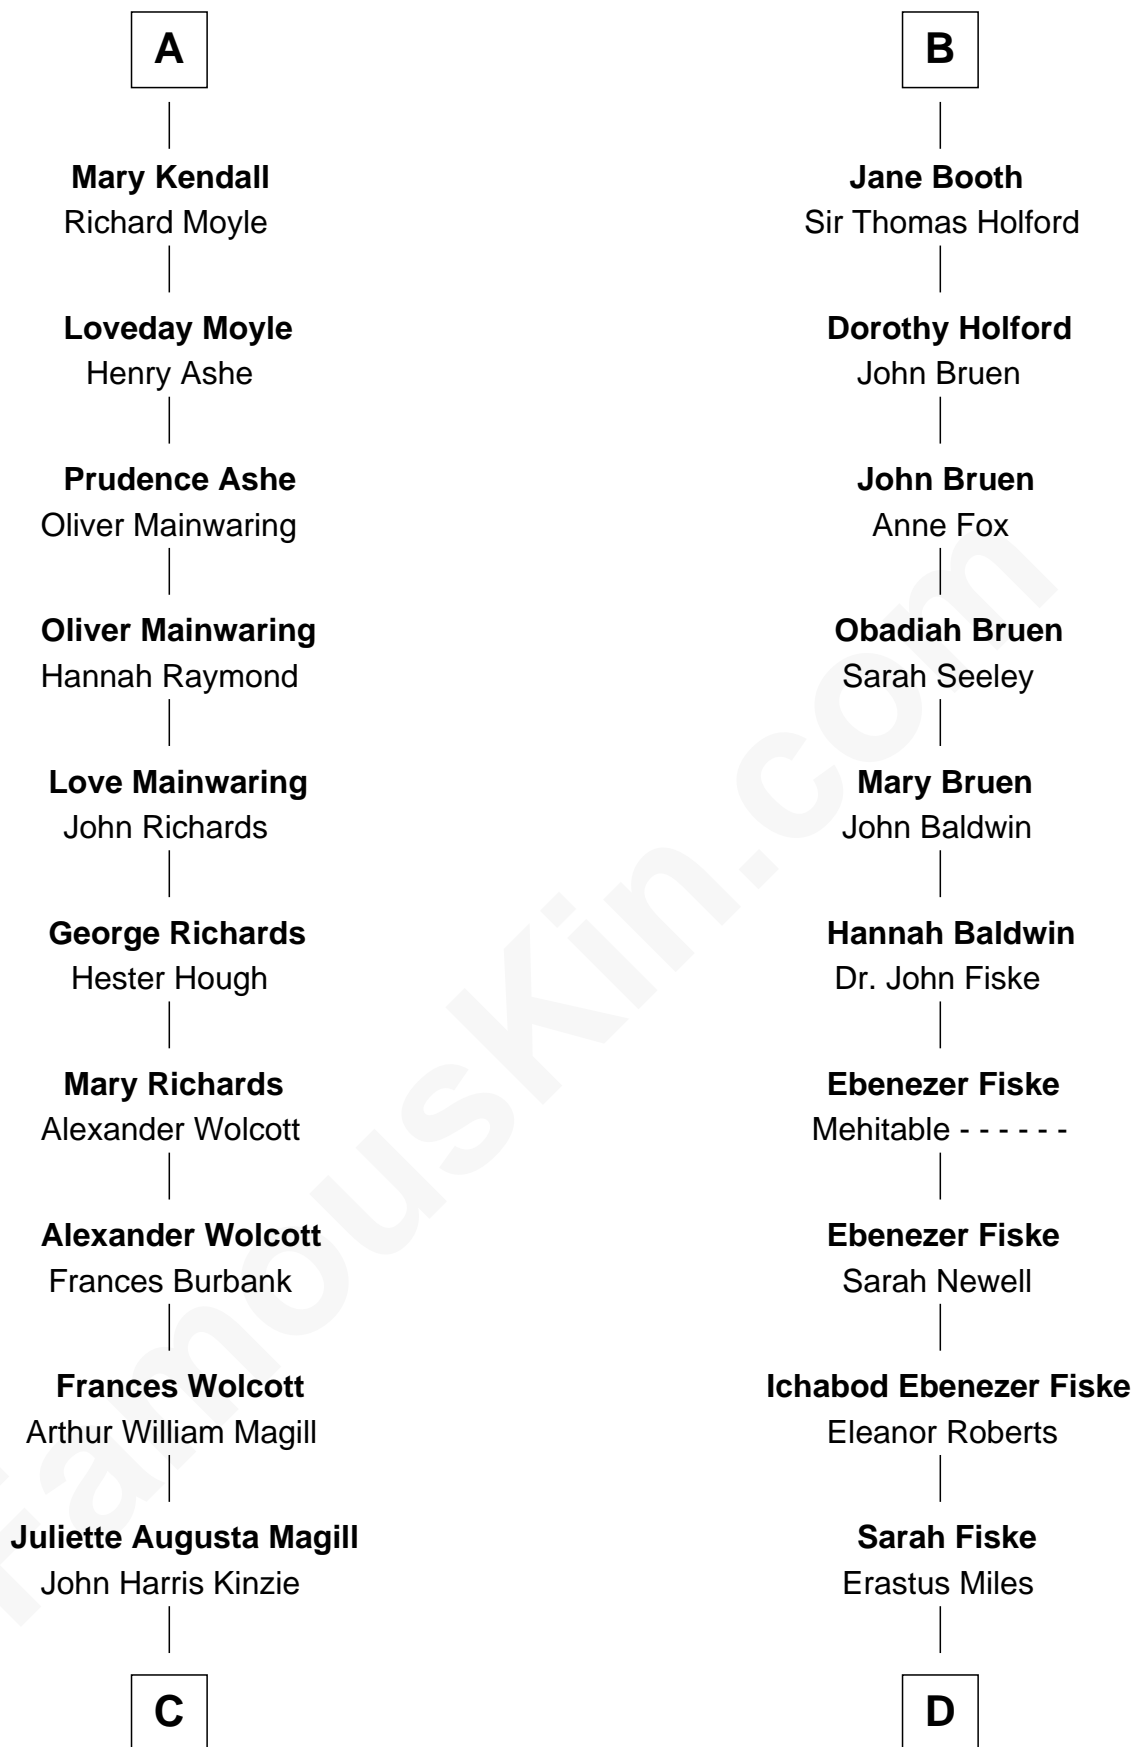 A
Mary Kendall
Richard Moyle
Loveday Moyle
Henry Ashe
Prudence Ashe
Oliver Mainwaring
Oliver Mainwaring
Hannah Raymond
Love Mainwaring
John Richards
George Richards
Hester Hough
Mary Richards
Alexander Wolcott
Alexander Wolcott
Frances Burbank
Frances Wolcott
Arthur William Magill
Juliette Augusta Magill
John Harris Kinzie
C
B
Jane Booth
Sir Thomas Holford
Dorothy Holford
John Bruen
John Bruen
Anne Fox
Obadiah Bruen
Sarah Seeley
Mary Bruen
John Baldwin
Hannah Baldwin
Dr. John Fiske
Ebenezer Fiske
Mehitable - - - - - -
Ebenezer Fiske
Sarah Newell
Ichabod Ebenezer Fiske
Eleanor Roberts
Sarah Fiske
Erastus Miles
D
FamousKin.com